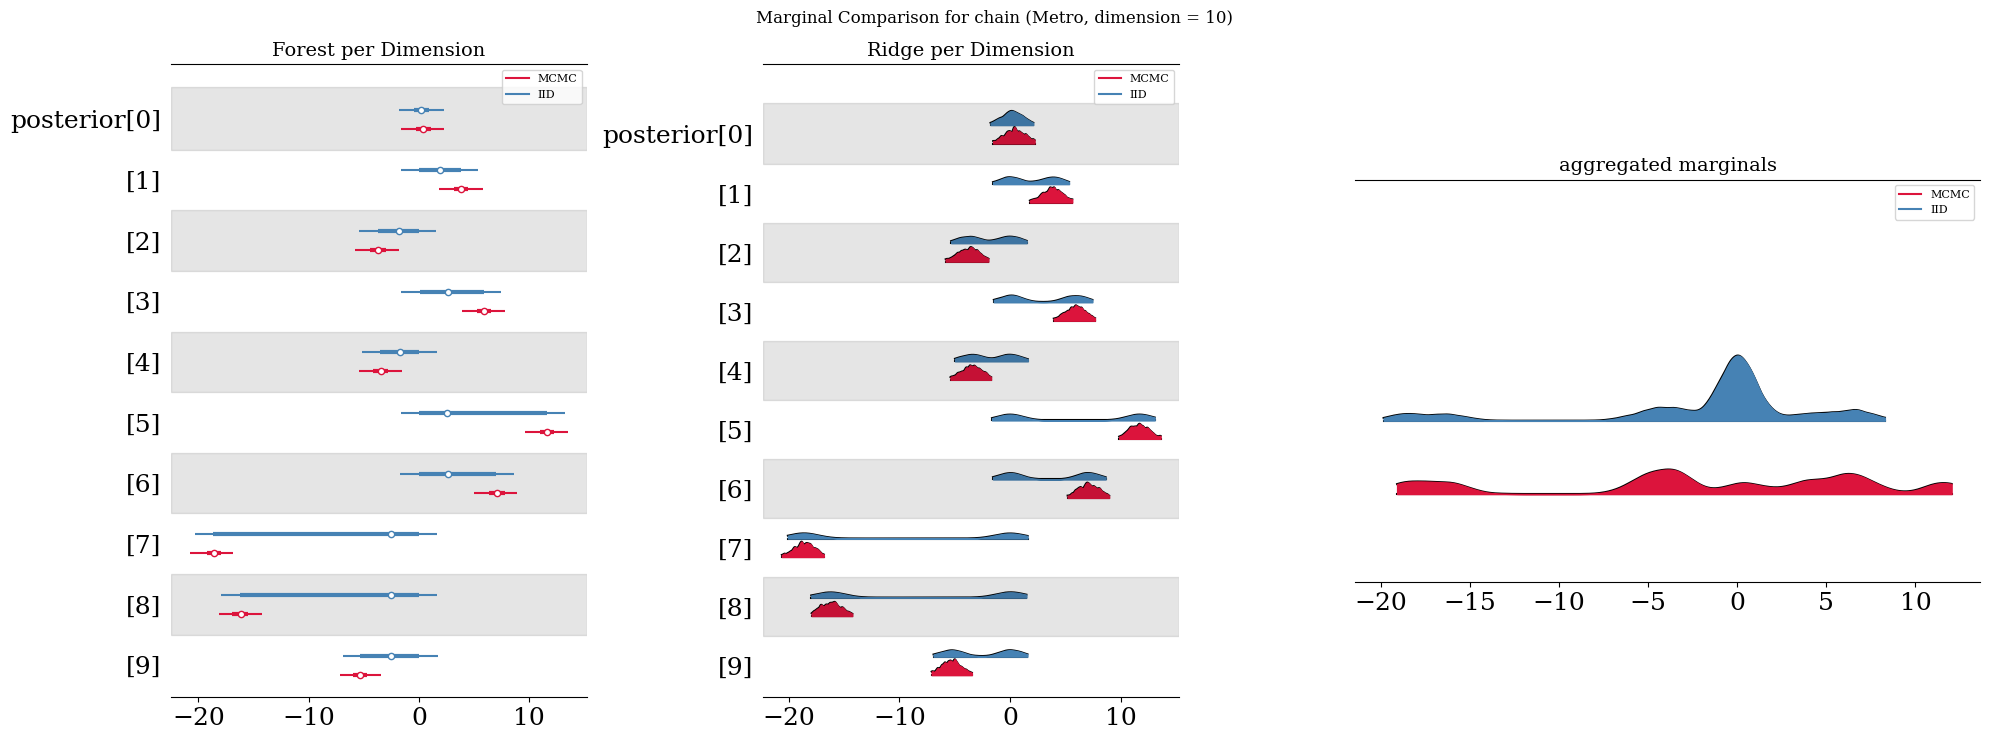 Marginal Comparison for chain (Metro, dimension = 10)
Forest per Dimension
MCMC
IID
posterior[0]
[1]
[2]
[3]
[4]
[5]
[6]
[7]
[8]
[9]
−20 −10 0 10
Ridge per Dimension
MCMC
IID
posterior[0]
[1]
[2]
[3]
[4]
[5]
[6]
[7]
[8]
[9]
−20 −10 0 10
aggregated marginals
MCMC
IID
−20 −15 −10 −5 0 5 10